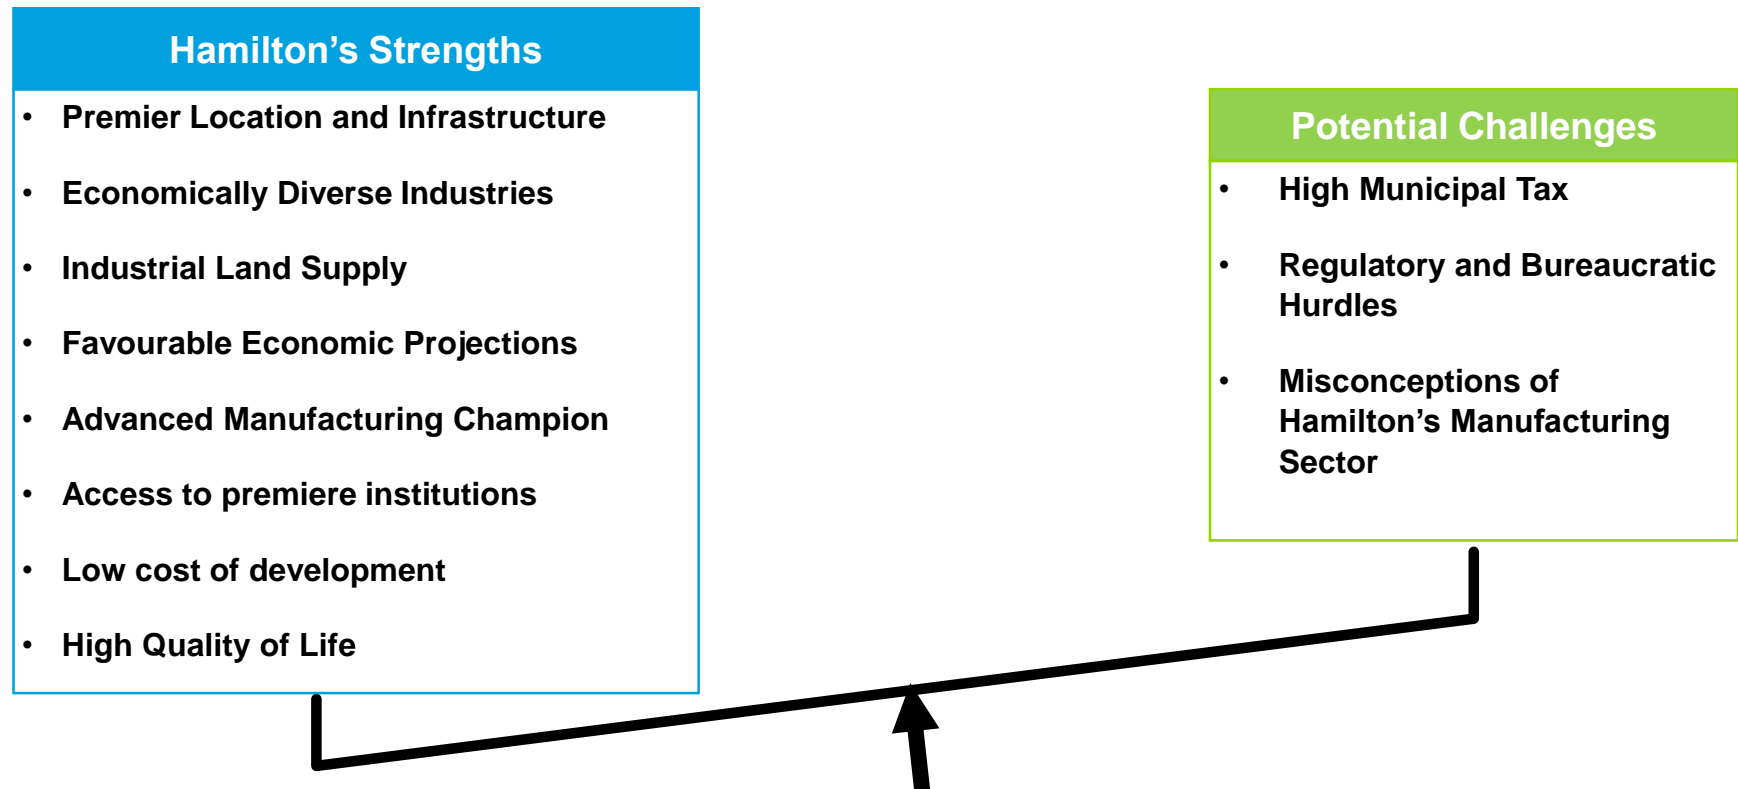 Hamilton’s Strengths
• Premier Location and Infrastructure
• Economically Diverse Industries
• Industrial Land Supply
• Favourable Economic Projections
• Advanced Manufacturing Champion
• Access to premiere institutions
• Low cost of development
• High Quality of Life
Potential Challenges
• High Municipal Tax
• Regulatory and Bureaucratic
Hurdles
• Misconceptions of
Hamilton’s Manufacturing
Sector